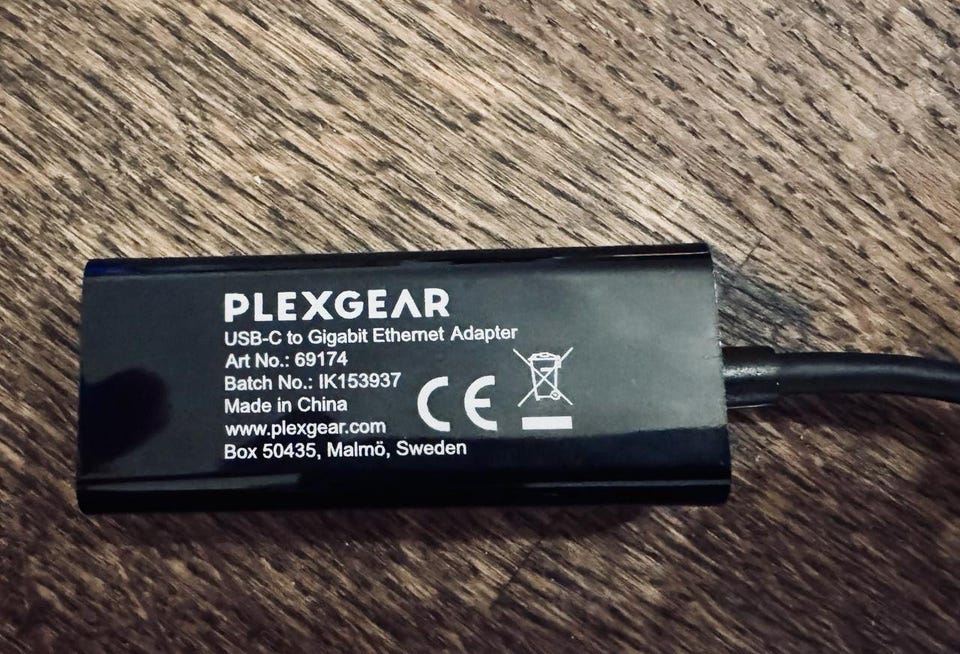 PLEXGEAR
USB-C to Gigabit Ethernet Adapter
Art No.: 69174
Batch No.: IK153937
Made in China
www.plexgear.com
Box 50435, Malmö, Sweden
CE